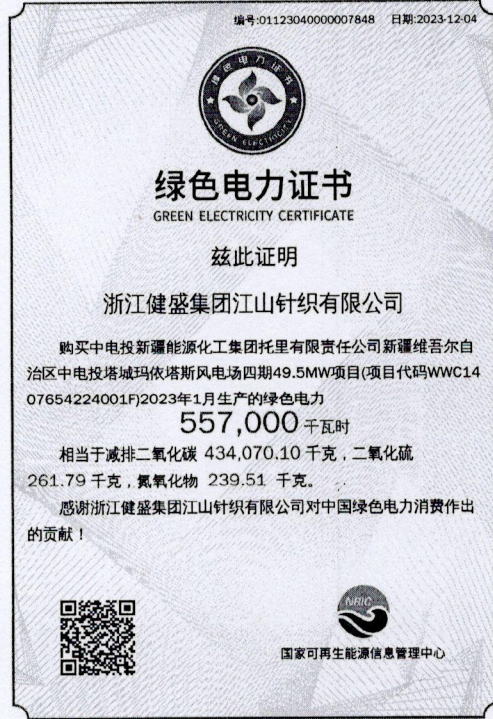 编号:01123040000007848 日期:2023-12-04
绿色电力证书
GREEN ELECTRICITY
绿色电力证书
GREEN ELECTRICITY CERTIFICATE
兹此证明
浙江健盛集团江山针织有限公司
购买中电投新疆能源化工集团托里有限责任公司新疆维吾尔自
治区中电投塔城玛依塔斯风电场四期49.5MW项目(项目代码WWC14
07654224001F)2023年1月生产的绿色电力
557,000 千瓦时
相当于减排二氧化碳 434,070.10 千克，二氧化硫
261.79 千克，氮氧化物 239.51 千克。
感谢浙江健盛集团江山针织有限公司对中国绿色电力消费作出
的贡献！
NRIC
国家可再生能源信息管理中心